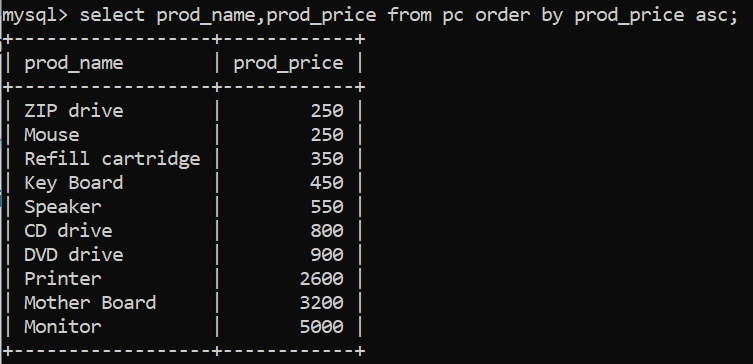 mysql> select prod_name,prod_price from pc order by prod_price asc;
+------------------+------------+
| prod_name        | prod_price |
+------------------+------------+
| ZIP drive        |        250 |
| Mouse            |        250 |
| Refill cartridge |        350 |
| Key Board        |        450 |
| Speaker          |        550 |
| CD drive         |        800 |
| DVD drive        |        900 |
| Printer          |       2600 |
| Mother Board     |       3200 |
| Monitor          |       5000 |
+------------------+------------+